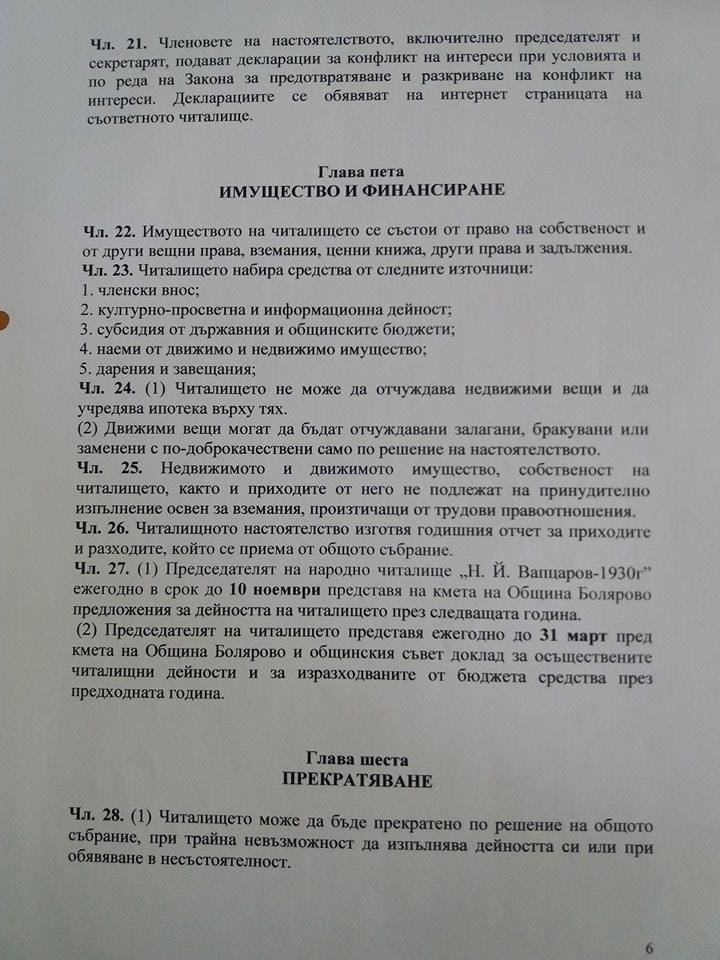 Чл. 21. Членовете на настоятелството, включително председателят и
секретарят, подават декларации за конфликт на интереси при условията и
по реда на Закона за предотвратяване и разкриване на конфликт на
интереси. Декларациите се обявяват на интернет страницата на
съответното читалище.
Глава пета
ИМУЩЕСТВО И ФИНАНСИРАНЕ
Чл. 22. Имуществото на читалището се състои от право на собственост и
от други вещни права, вземания, ценни книжа, други права и задължения.
Чл. 23. Читалището набира средства от следните източници:
1. членски внос;
2. културно-просветна и информационна дейност;
3. субсидия от държавния и общинските бюджети;
4. наеми от движимо и недвижимо имущество;
5. дарения и завещания;
Чл. 24. (1) Читалището не може да отчуждава недвижими вещи и да
учредява ипотека върху тях.
(2) Движими вещи могат да бъдат отчуждавани залагани, бракувани или
заменени с по-доброкачествени само по решение на настоятелството.
Чл. 25. Недвижимото и движимото имущество, собственост на
читалището, както и приходите от него не подлежат на принудително
изпълнение освен за вземания, произтичащи от трудови правоотношения.
Чл. 26. Читалищното настоятелство изготвя годишния отчет за приходите
и разходите, който се приема от общото събрание.
Чл. 27. (1) Председателят на народно читалище „Н. Й. Вапцаров-1930г"
ежегодно в срок до 10 ноември представя на кмета на Община Болярово
предложения за дейността на читалището през следващата година.
(2) Председателят на читалището представя ежегодно до 31 март пред
кмета на Община Болярово и общинския съвет доклад за осъществените
читалищни дейности и за изразходваните от бюджета средства през
предходната година.
Глава шеста
ПРЕКРАТЯВАНЕ
Чл. 28. (1) Читалището може да бъде прекратено по решение на общото
събрание, при трайна невъзможност да изпълнява дейността си или при
обявяване в несъстоятелност.
6